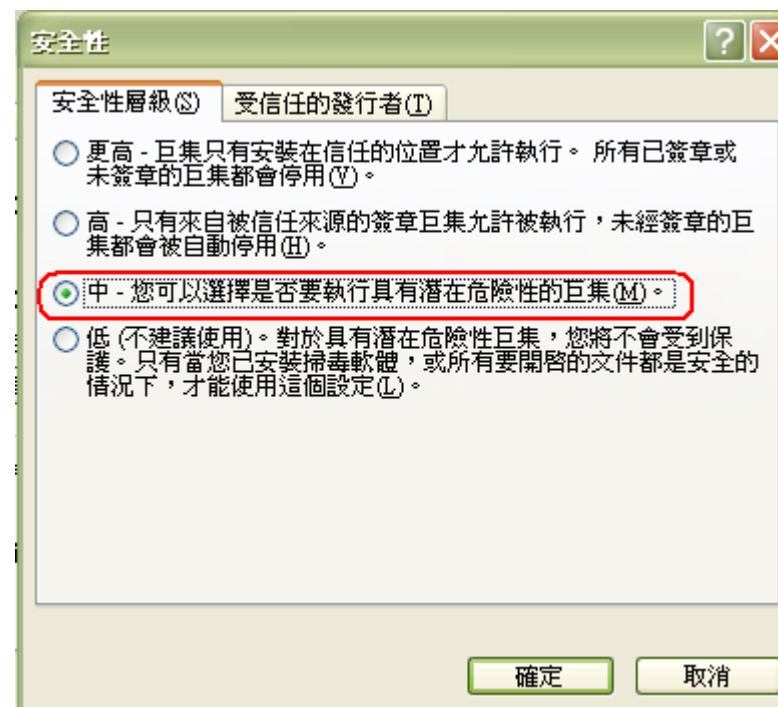 安全性
安全性層級(S)
受信任的發行者(T)
更高 - 巨集只有安裝在信任的位置才允許執行。 所有已簽章或
未簽章的巨集都會停用(V)。
高 - 只有來自被信任來源的簽章巨集允許被執行，未經簽章的巨
集都會被自動停用(H)。
中 - 您可以選擇是否要執行具有潛在危險性的巨集(M)。
低 (不建議使用)。對於具有潛在危險性巨集，您將不會受到保
護。只有當您已安裝掃毒軟體，或所有要開啓的文件都是安全的
情況下，才能使用這個設定(L)。
確定
取消